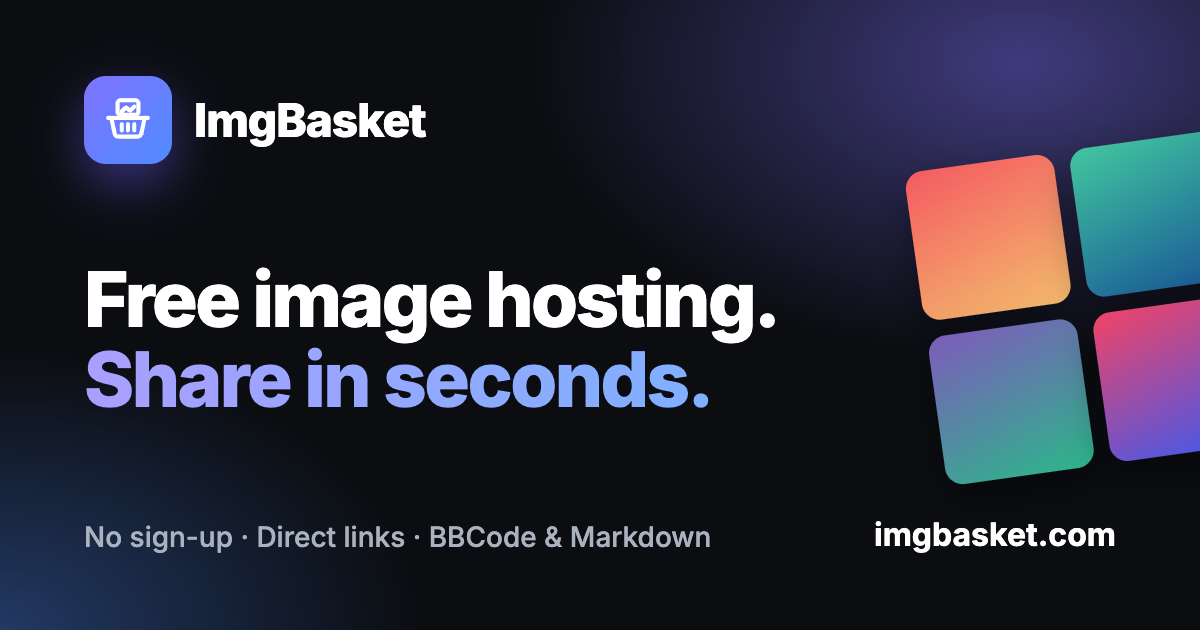 ImgBasket
Free image hosting.
Share in seconds.
No sign-up · Direct links · BBCode & Markdown
imgbasket.com